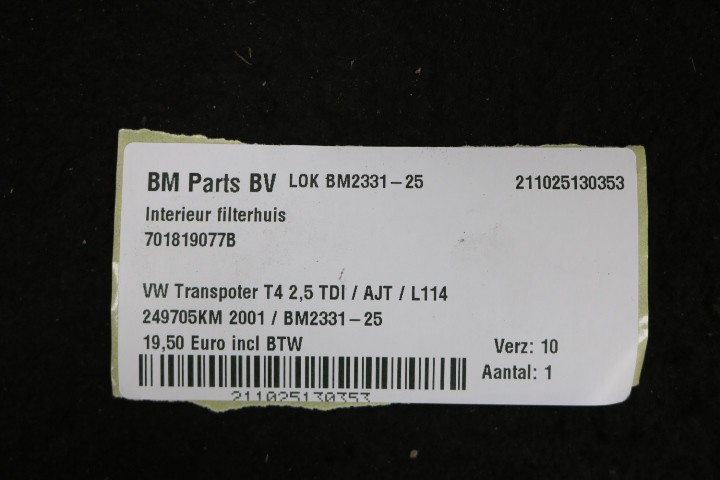 BM Parts BV LOK BM2331-25 211025130353
Interieur filterhuis
701819077B
VW Transpoter T4 2,5 TDI / AJT / L114
249705KM 2001 / BM2331-25
19,50 Euro incl BTW Verz: 10
Aantal: 1
211025130353